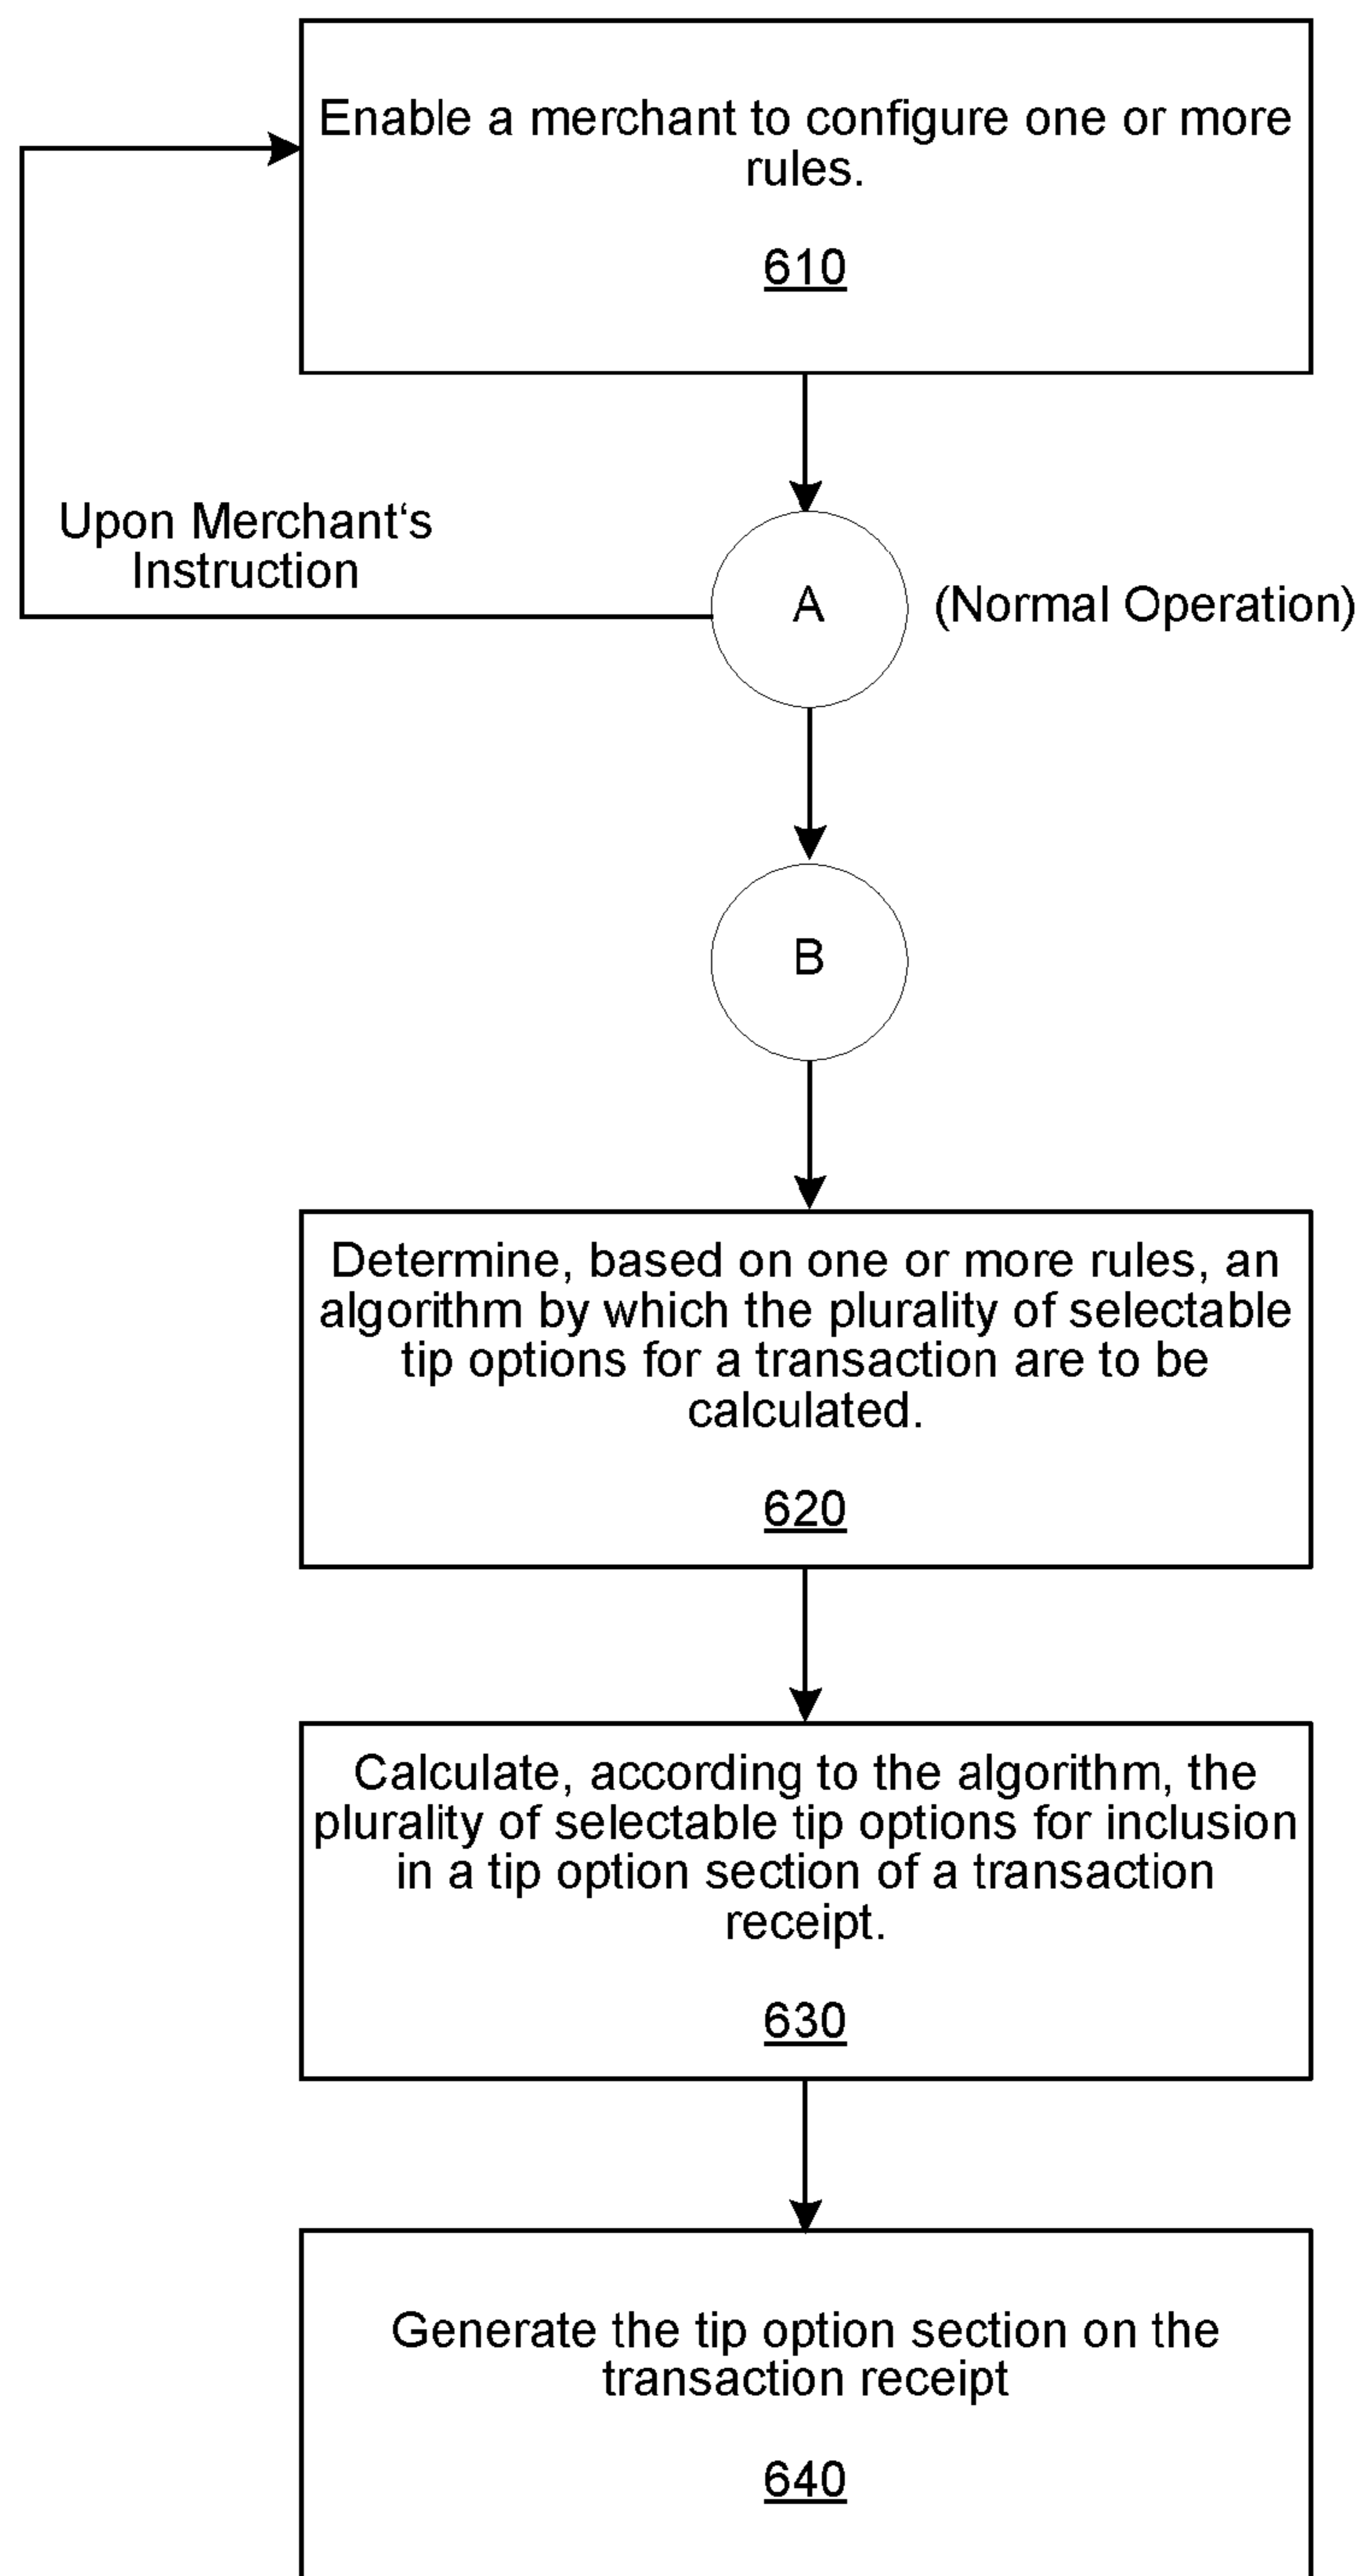 Enable a merchant to configure one or more
rules.
610
Upon Merchant‘s
Instruction
A
(Normal Operation)
B
Determine, based on one or more rules, an
algorithm by which the plurality of selectable
tip options for a transaction are to be
calculated.
620
Calculate, according to the algorithm, the
plurality of selectable tip options for inclusion
in a tip option section of a transaction
receipt.
630
Generate the tip option section on the
transaction receipt
640